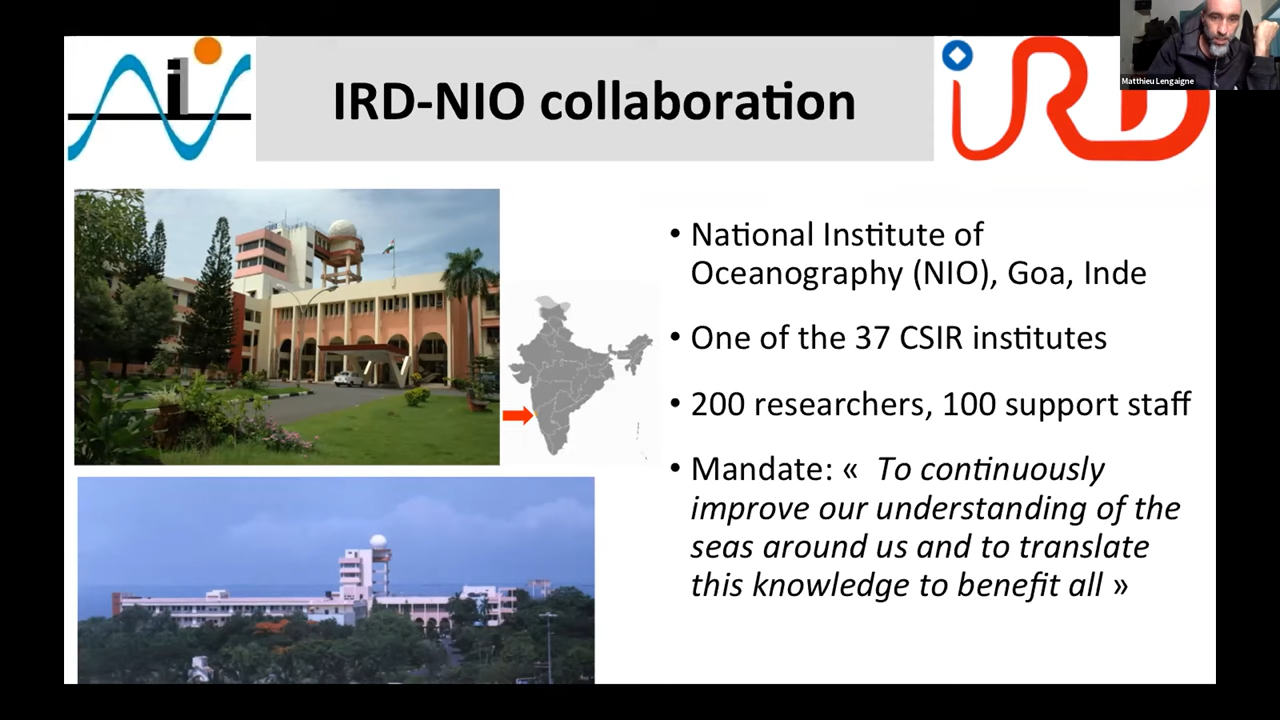 Matthieu Lengaigne
IRD-NIO collaboration
iRD
• National Institute of
Oceanography (NIO), Goa, Inde
• One of the 37 CSIR institutes
• 200 researchers, 100 support staff
• Mandate: « To continuously
improve our understanding of the
seas around us and to translate
this knowledge to benefit all »